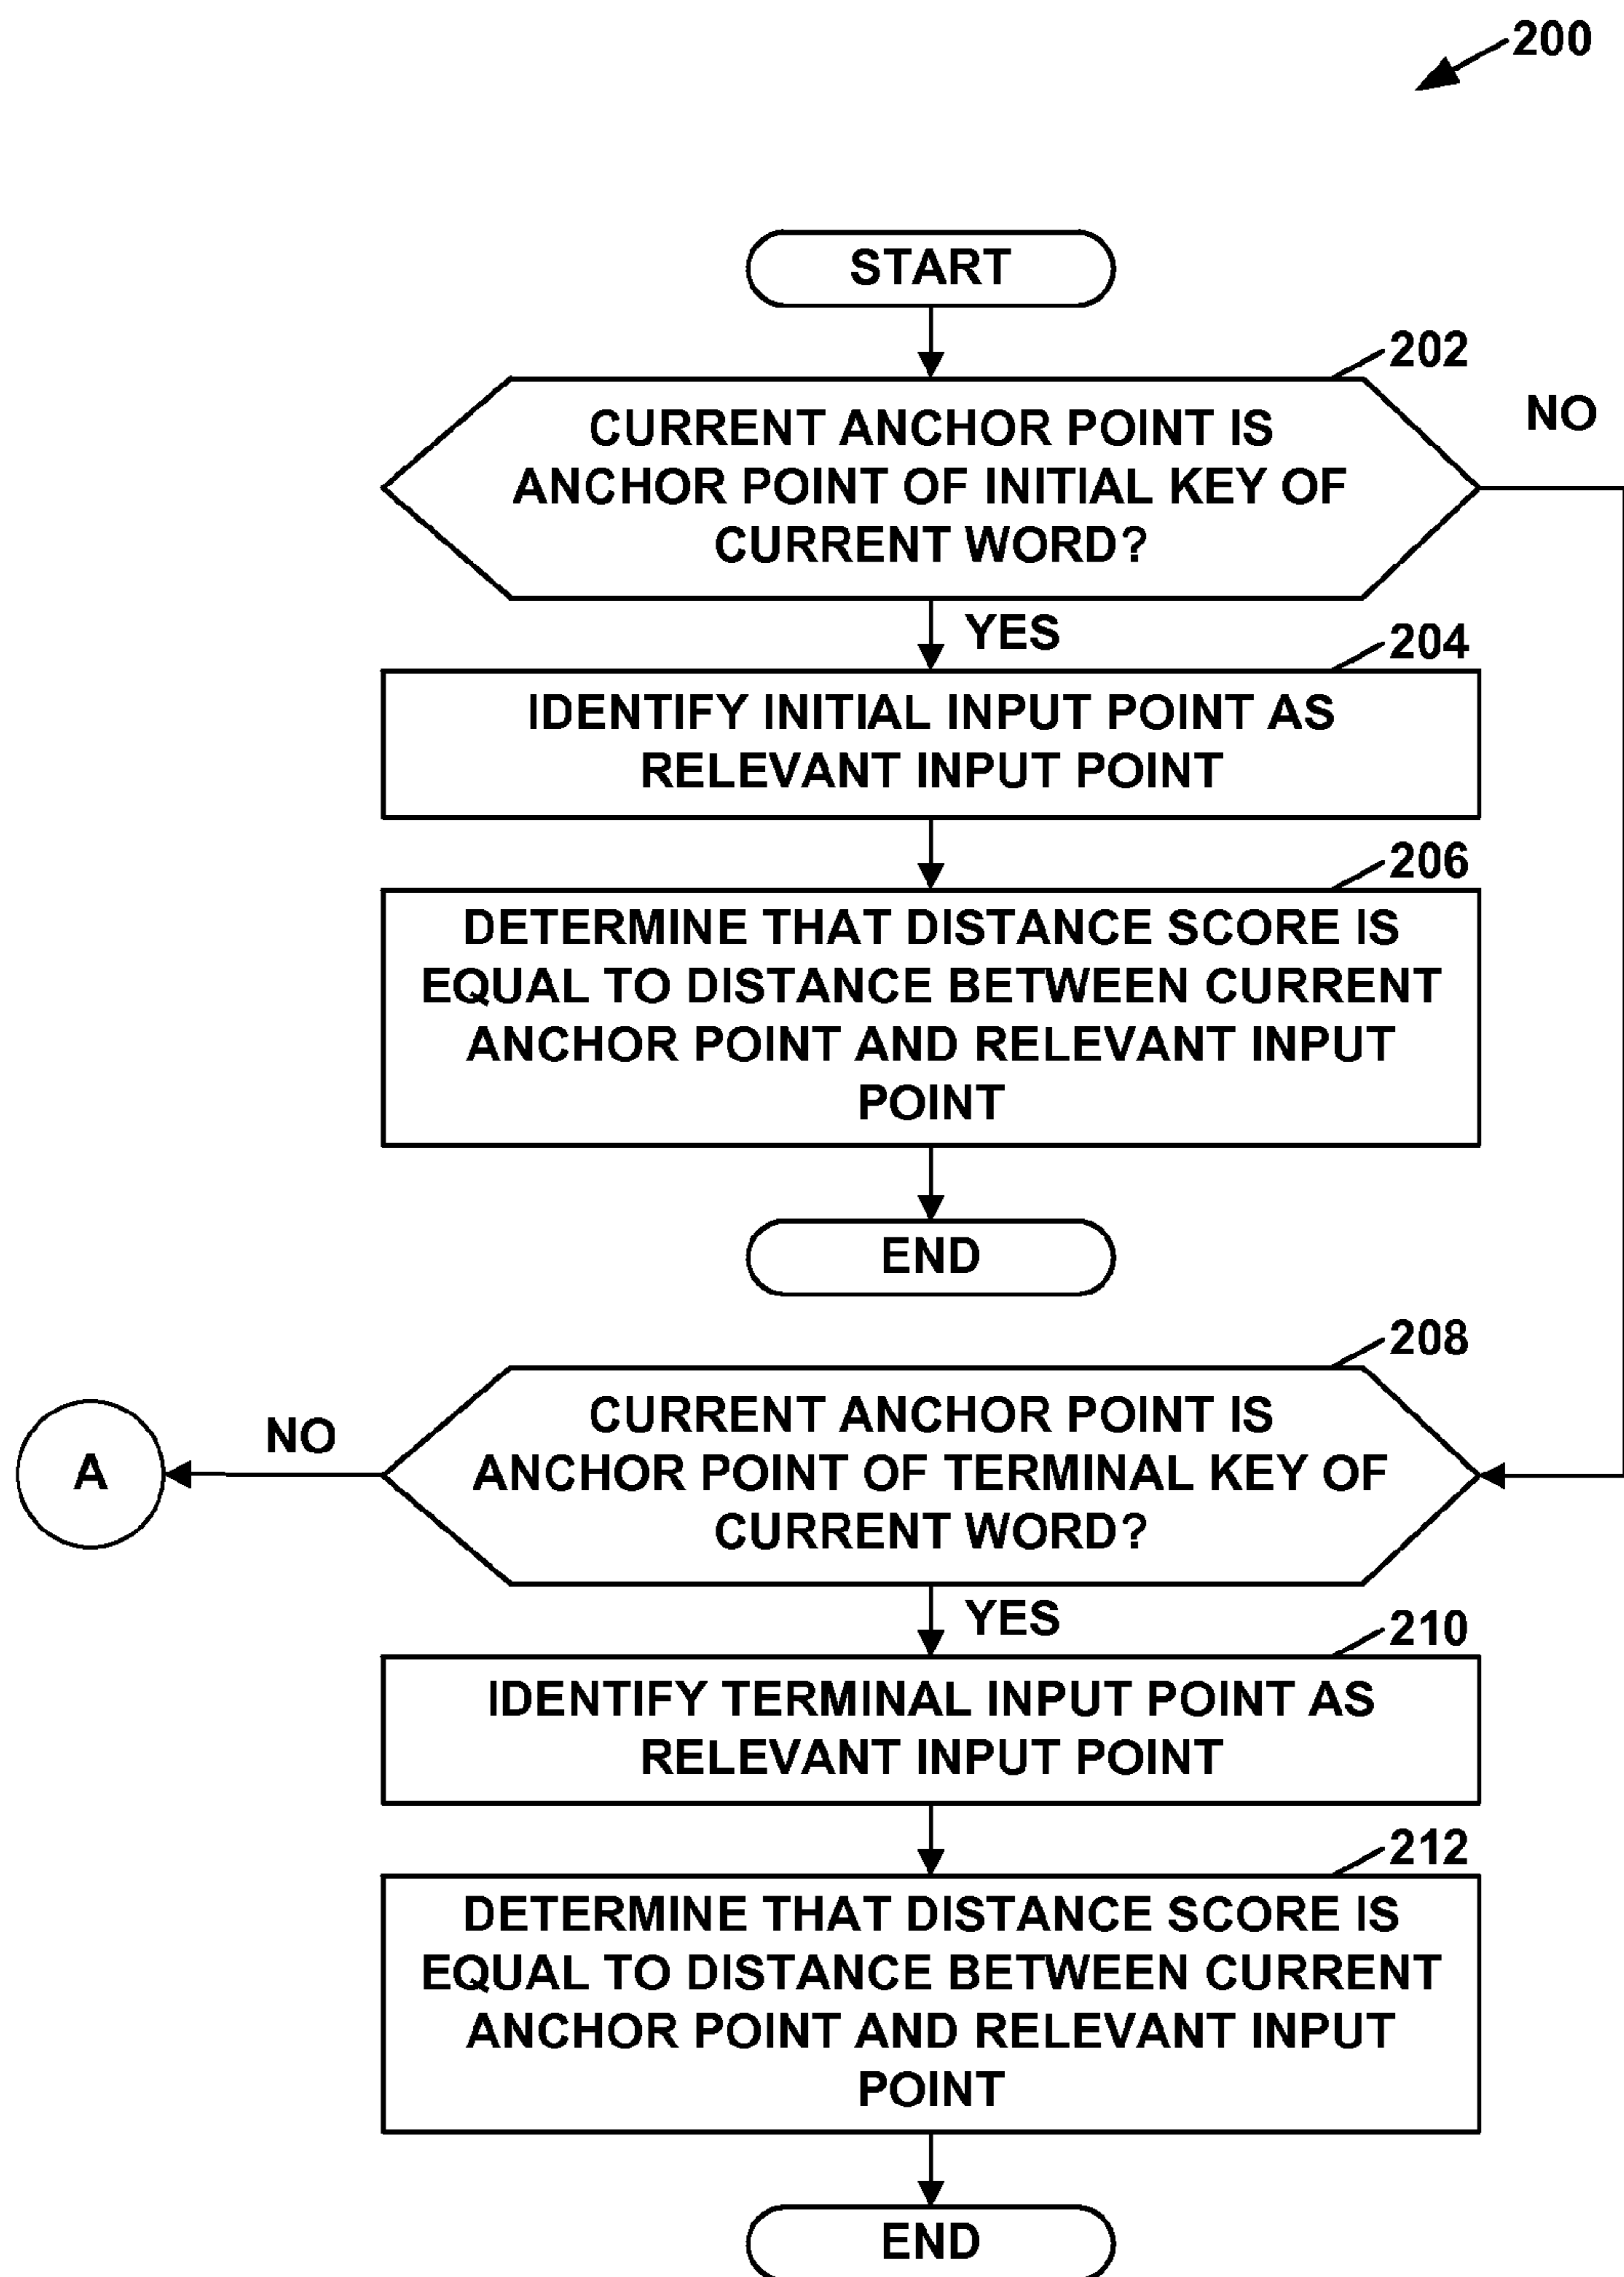 200
START
202
NO
CURRENT ANCHOR POINT IS
ANCHOR POINT OF INITIAL KEY OF
CURRENT WORD?
YES
204
IDENTIFY INITIAL INPUT POINT AS
RELEVANT INPUT POINT
206
DETERMINE THAT DISTANCE SCORE IS
EQUAL TO DISTANCE BETWEEN CURRENT
ANCHOR POINT AND RELEVANT INPUT
POINT
END
208
CURRENT ANCHOR POINT IS
ANCHOR POINT OF TERMINAL KEY OF
CURRENT WORD?
NO
A
YES
210
IDENTIFY TERMINAL INPUT POINT AS
RELEVANT INPUT POINT
212
DETERMINE THAT DISTANCE SCORE IS
EQUAL TO DISTANCE BETWEEN CURRENT
ANCHOR POINT AND RELEVANT INPUT
POINT
END